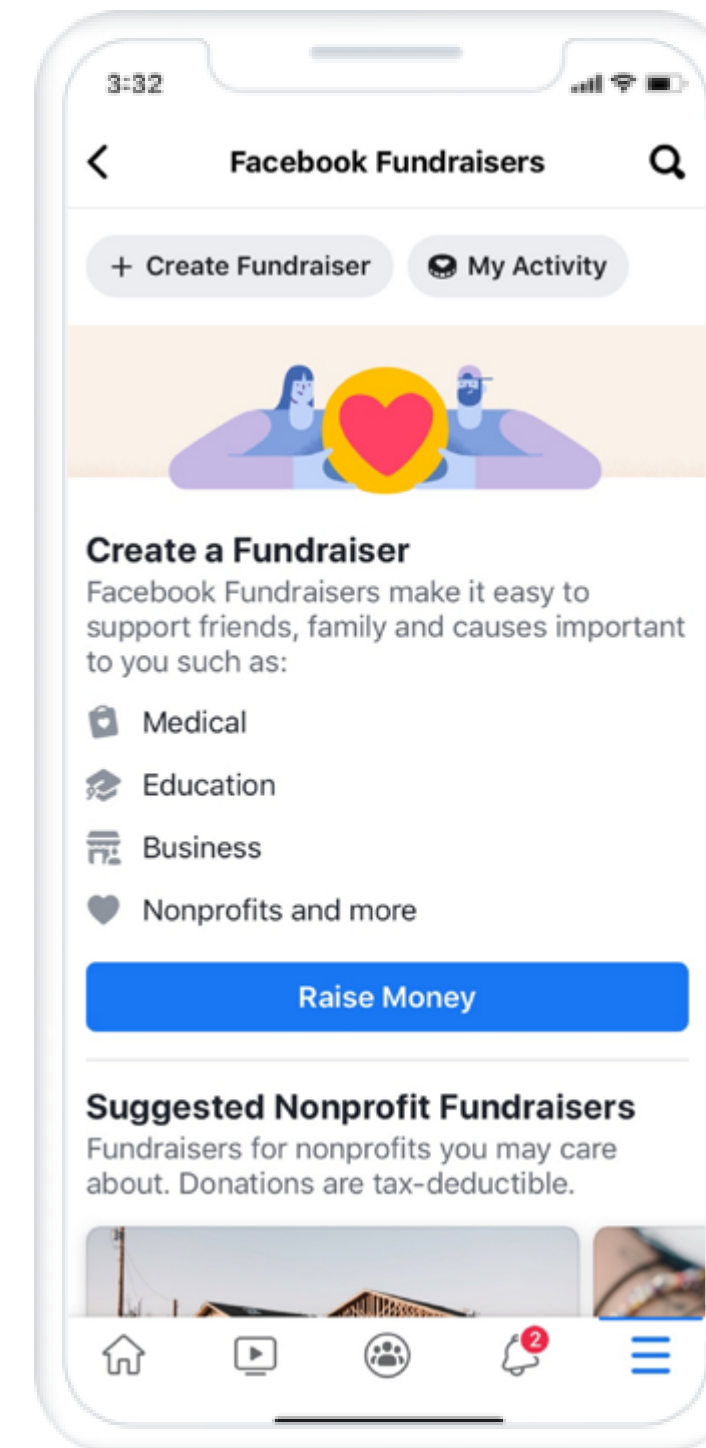 3:32
Facebook Fundraisers
+ Create Fundraiser
My Activity
Create a Fundraiser
Facebook Fundraisers make it easy to
support friends, family and causes important
to you such as:
Medical
Education
Business
Nonprofits and more
Raise Money
Suggested Nonprofit Fundraisers
Fundraisers for nonprofits you may care
about. Donations are tax-deductible.
2